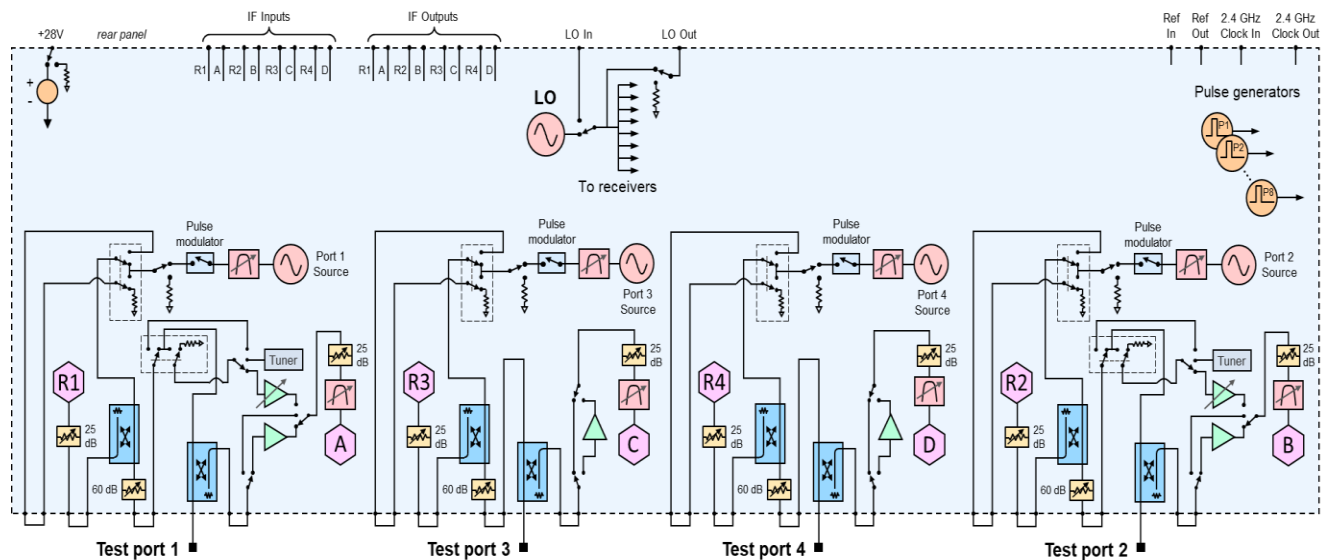 IF Inputs
IF Outputs
Ref In
Ref Out
2.4 GHz Clock In
2.4 GHz Clock Out
+28V
rear panel
LO In
LO Out
R1 A R2 B R3 C R4 D
R1 A R2 B R3 C R4 D
+
-
LO
To receivers
Pulse generators
P1
P2
P8
Pulse modulator
Port 1 Source
Pulse modulator
Port 3 Source
Pulse modulator
Port 4 Source
Pulse modulator
Port 2 Source
Tuner
25 dB
R1
25 dB
60 dB
A
25 dB
R3
25 dB
60 dB
C
25 dB
R4
25 dB
60 dB
D
Tuner
25 dB
R2
25 dB
60 dB
B
Test port 1
Test port 3
Test port 4
Test port 2